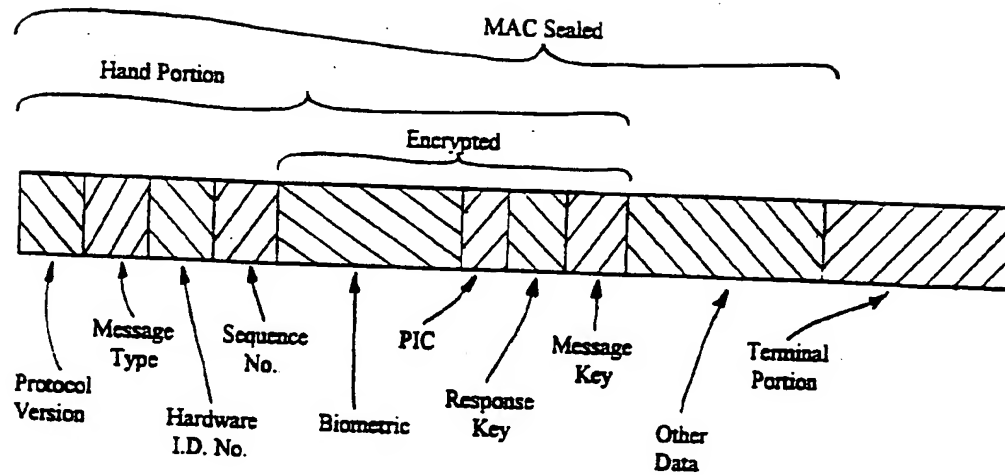 MAC Sealed
Hand Portion
Encrypted
Protocol
Version
Message
Type
Hardware
I.D. No.
Sequence
No.
Biometric
PIC
Response
Key
Message
Key
Other
Data
Terminal
Portion